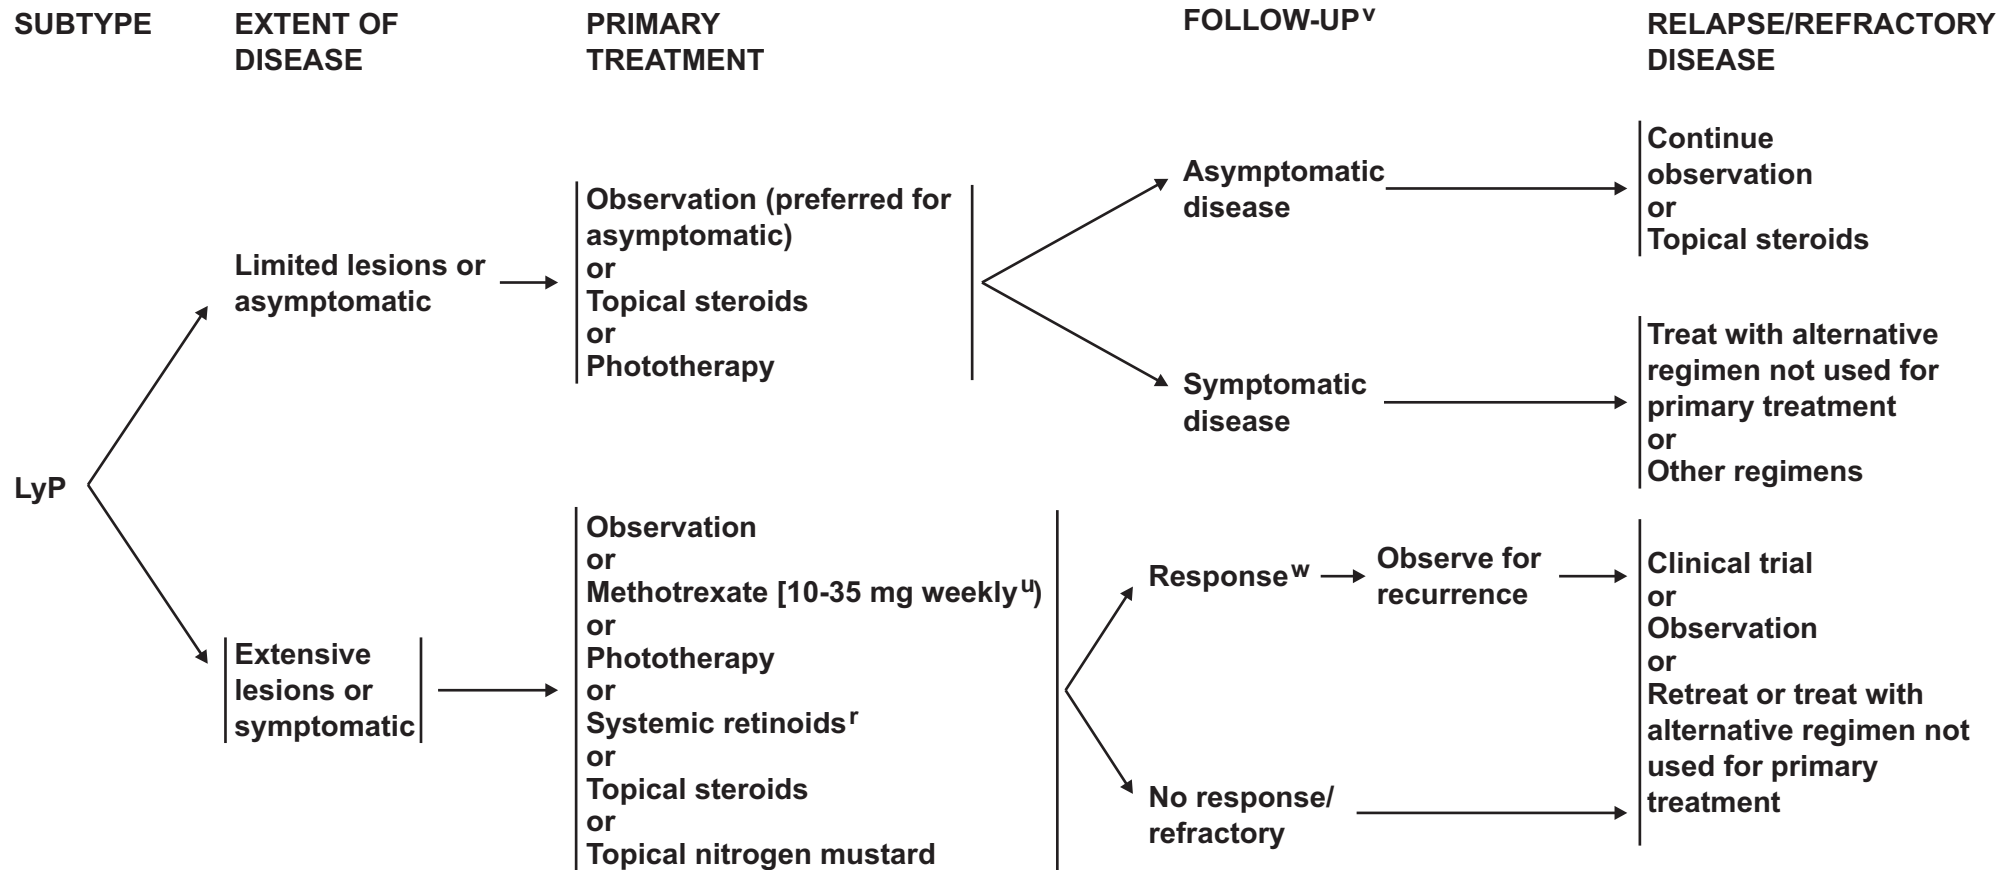 SUBTYPE
EXTENT OF
DISEASE
PRIMARY
TREATMENT
FOLLOW-UPᵛ
RELAPSE/REFRACTORY
DISEASE
LyP
Limited lesions or
asymptomatic
Observation (preferred for
asymptomatic)
or
Topical steroids
or
Phototherapy
Asymptomatic
disease
Continue
observation
or
Topical steroids
Symptomatic
disease
Treat with alternative
regimen not used for
primary treatment
or
Other regimens
Extensive
lesions or
symptomatic
Observation
or
Methotrexate [10-35 mg weeklyᵘ)
or
Phototherapy
or
Systemic retinoidsʳ
or
Topical steroids
or
Topical nitrogen mustard
Responseʷ
Observe for
recurrence
No response/
refractory
Clinical trial
or
Observation
or
Retreat or treat with
alternative regimen not
used for primary
treatment